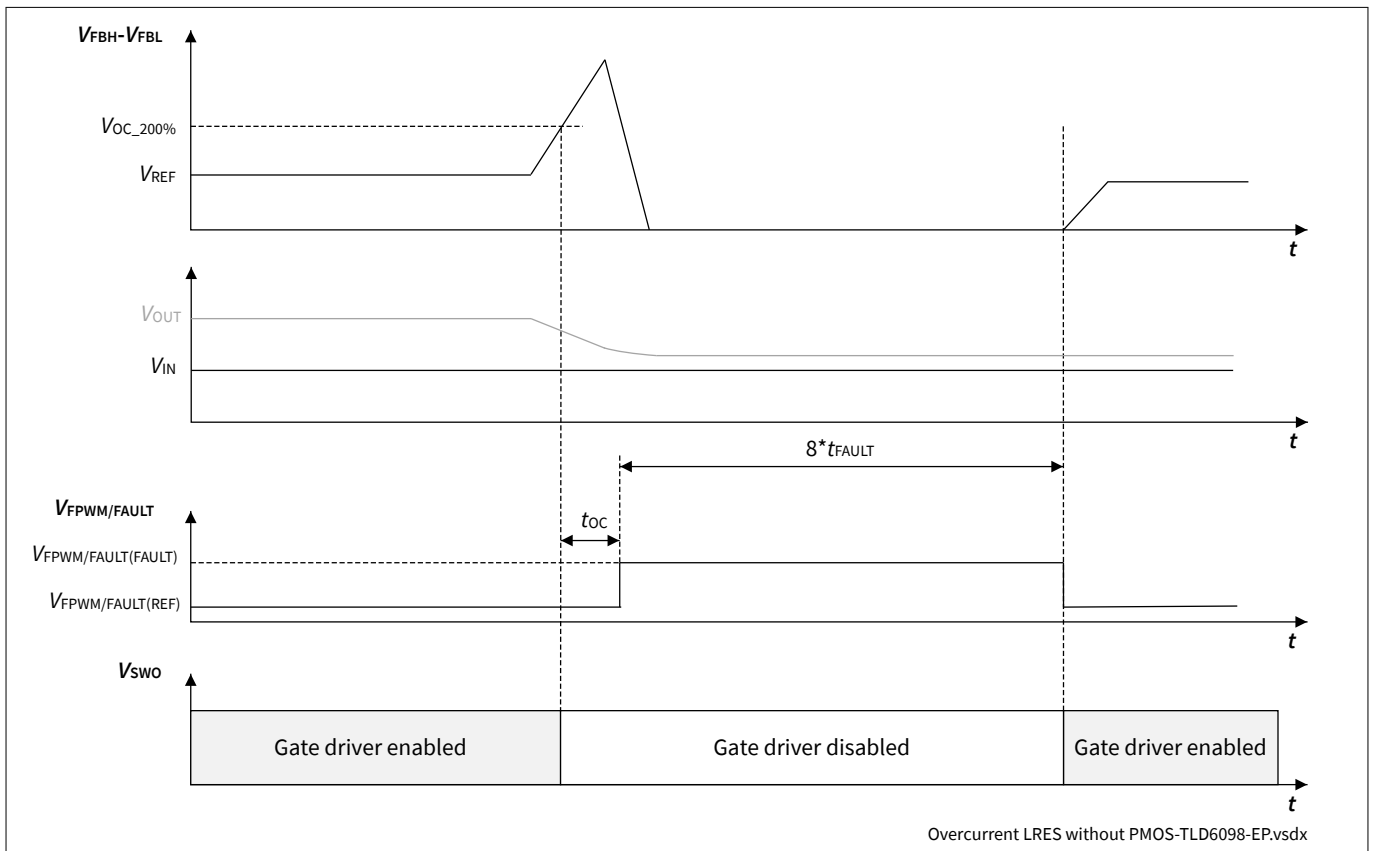 VFBH-VFBL
VOC_200%
VREF
t
VOUT
VIN
t
8*tFAULT
VFPWM/FAULT
tOC
VFPWM/FAULT(FAULT)
VFPWM/FAULT(REF)
t
VSWO
Gate driver enabled
Gate driver disabled
Gate driver enabled
t
Overcurrent LRES without PMOS-TLD6098-EP.vsdx